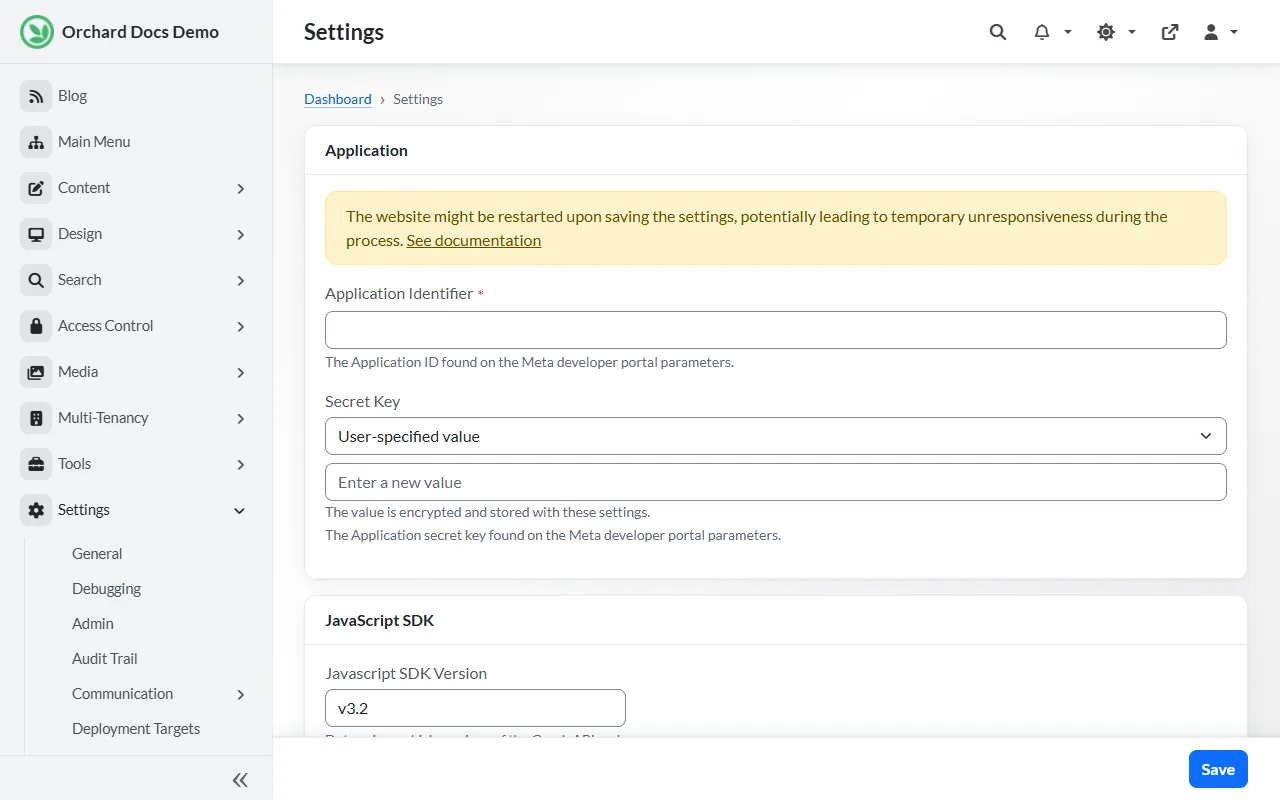 Orchard Docs Demo
Settings
Blog
Main Menu
Content
Design
Search
Access Control
Media
Multi-Tenancy
Tools
Settings
General
Debugging
Admin
Audit Trail
Communication
Deployment Targets
Dashboard › Settings
Application
The website might be restarted upon saving the settings, potentially leading to temporary unresponsiveness during the
process. See documentation
Application Identifier *
The Application ID found on the Meta developer portal parameters.
Secret Key
User-specified value
Enter a new value
The value is encrypted and stored with these settings.
The Application secret key found on the Meta developer portal parameters.
JavaScript SDK
Javascript SDK Version
v3.2
Save